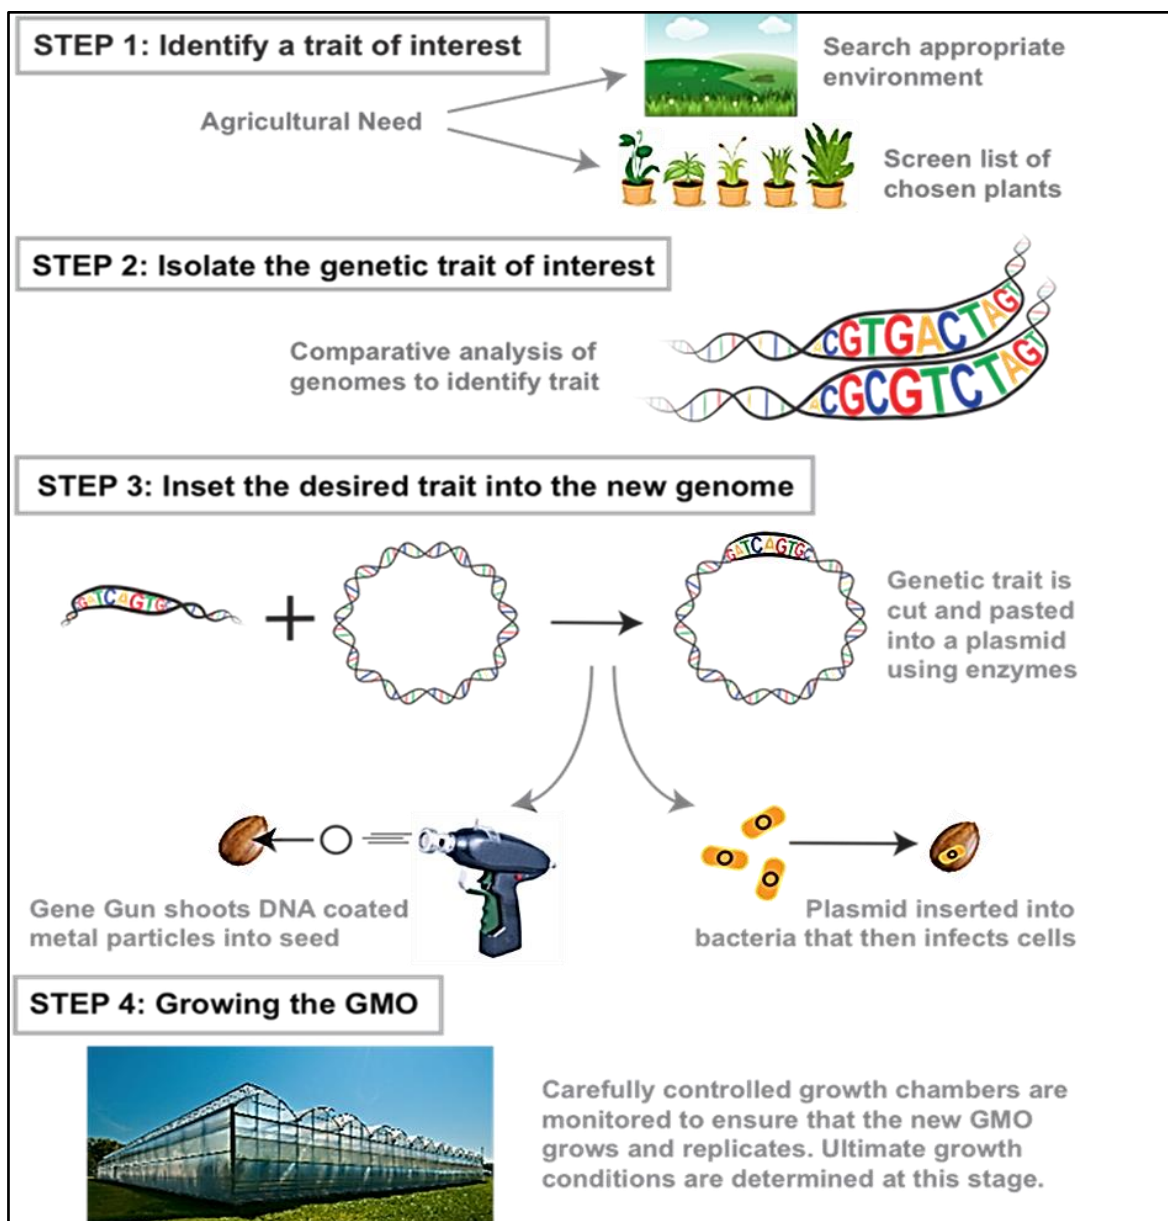 STEP 1: Identify a trait of interest
Search appropriate
environment
Agricultural Need
Screen list of
chosen plants
STEP 2: Isolate the genetic trait of interest
ACGTGACTAGT
Comparative analysis of
genomes to identify trait
ACGCGTCTAGT
STEP 3: Inset the desired trait into the new genome
GATCAGTGC
GATCAGTG
Genetic trait is
cut and pasted
into a plasmid
using enzymes
Gene Gun shoots DNA coated
metal particles into seed
Plasmid inserted into
bacteria that then infects cells
STEP 4: Growing the GMO
Carefully controlled growth chambers are
monitored to ensure that the new GMO
grows and replicates. Ultimate growth
conditions are determined at this stage.